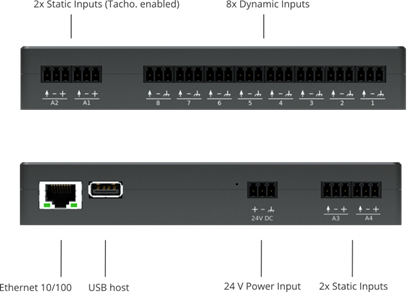 2x Static Inputs (Tacho. enabled) 8x Dynamic Inputs
A2 A1 8 7 6 5 4 3 2 1
+ -
24V DC
- + - +
A3 A4
Ethernet 10/100 USB host 24 V Power Input 2x Static Inputs